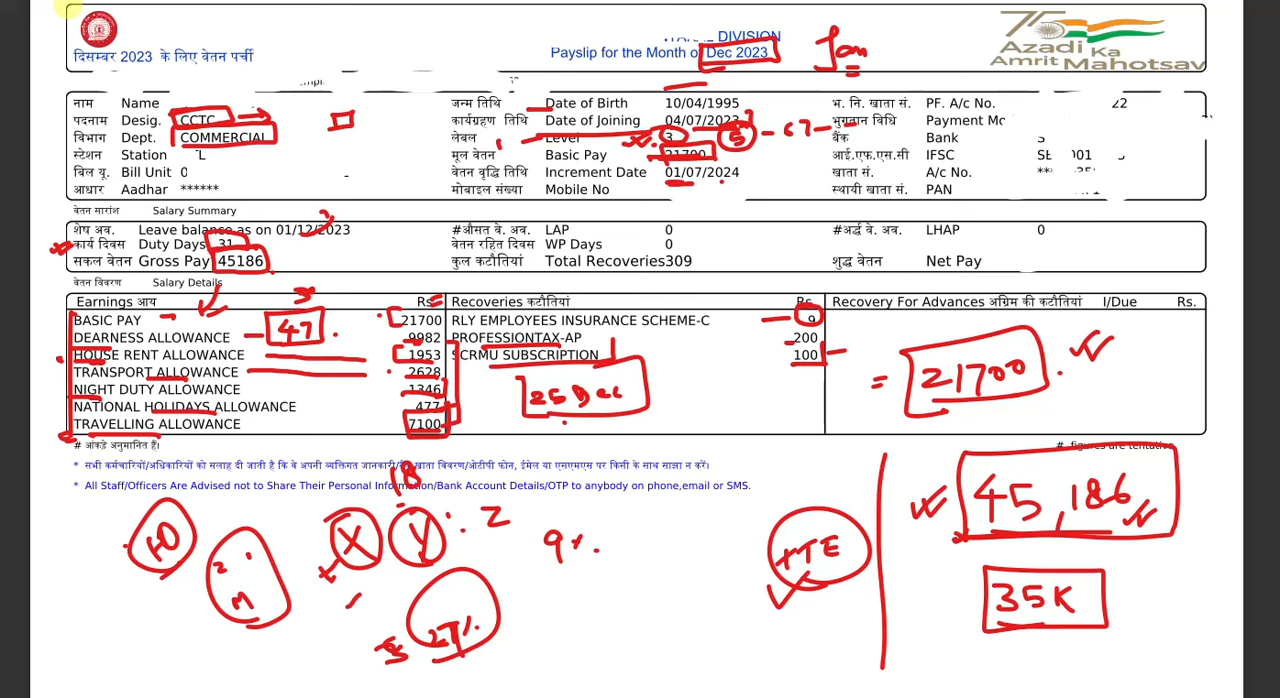 DIVISION
दिसम्बर 2023 के लिए वेतन पर्ची
Payslip for the Month of Dec 2023
Jan
Azadi Ka
Amrit Mahotsav
नाम Name जन्म तिथि Date of Birth 10/04/1995 भ. नि. खाता सं. PF. A/c No. 22
पदनाम Desig. CCTC कार्यग्रहण तिथि Date of Joining 04/07/2023 भुगतान विधि Payment Mo
विभाग Dept. COMMERCIAL लेवल Level 3 5 - 67 - बैंक Bank S
स्टेशन Station L मूल वेतन Basic Pay 21700 आई.एफ.एस.सी IFSC
बिल यू. Bill Unit 0 वेतन वृद्धि तिथि Increment Date 01/07/2024 खाता सं. A/c No. **
आधार Aadhar ****** मोबाइल संख्या Mobile No स्थायी खाता सं. PAN
वेतन सारांश Salary Summary
शेष अव. Leave balance as on 01/12/2023 #औसत वे. अव. LAP 0 #अर्द्ध वे. अव. LHAP 0
कार्य दिवस Duty Days 31 वेतन रहित दिवस WP Days 0
सकल वेतन Gross Pay 45186 कुल कटौतियां Total Recoveries309 शुद्ध वेतन Net Pay
वेतन विवरण Salary Details
Earnings आय Rs. Recoveries कटौतियां Rs. Recovery For Advances अग्रिम की कटौतियां I/Due Rs.
BASIC PAY 21700 RLY EMPLOYEES INSURANCE SCHEME-C 9
DEARNESS ALLOWANCE 47 9982 PROFESSIONTAX-AP 200
HOUSE RENT ALLOWANCE 1953 SCRMU SUBSCRIPTION 100
TRANSPORT ALLOWANCE 2628
NIGHT DUTY ALLOWANCE 1346
NATIONAL HOLIDAYS ALLOWANCE 477
TRAVELLING ALLOWANCE 7100
25 Dec
= 21700
# आंकड़े अनुमानित हैं। # figures are tentative
* सभी कर्मचारियों/अधिकारियों को सलाह दी जाती है कि वे अपनी व्यक्तिगत जानकारी/बैंक खाता विवरण/ओटीपी फोन, ईमेल या एसएमएस पर किसी के साथ साझा न करें।
* All Staff/Officers Are Advised not to Share Their Personal Information/Bank Account Details/OTP to anybody on phone,email or SMS.
18
X Y Z
9%.
27%.
TTE
45,186
35K